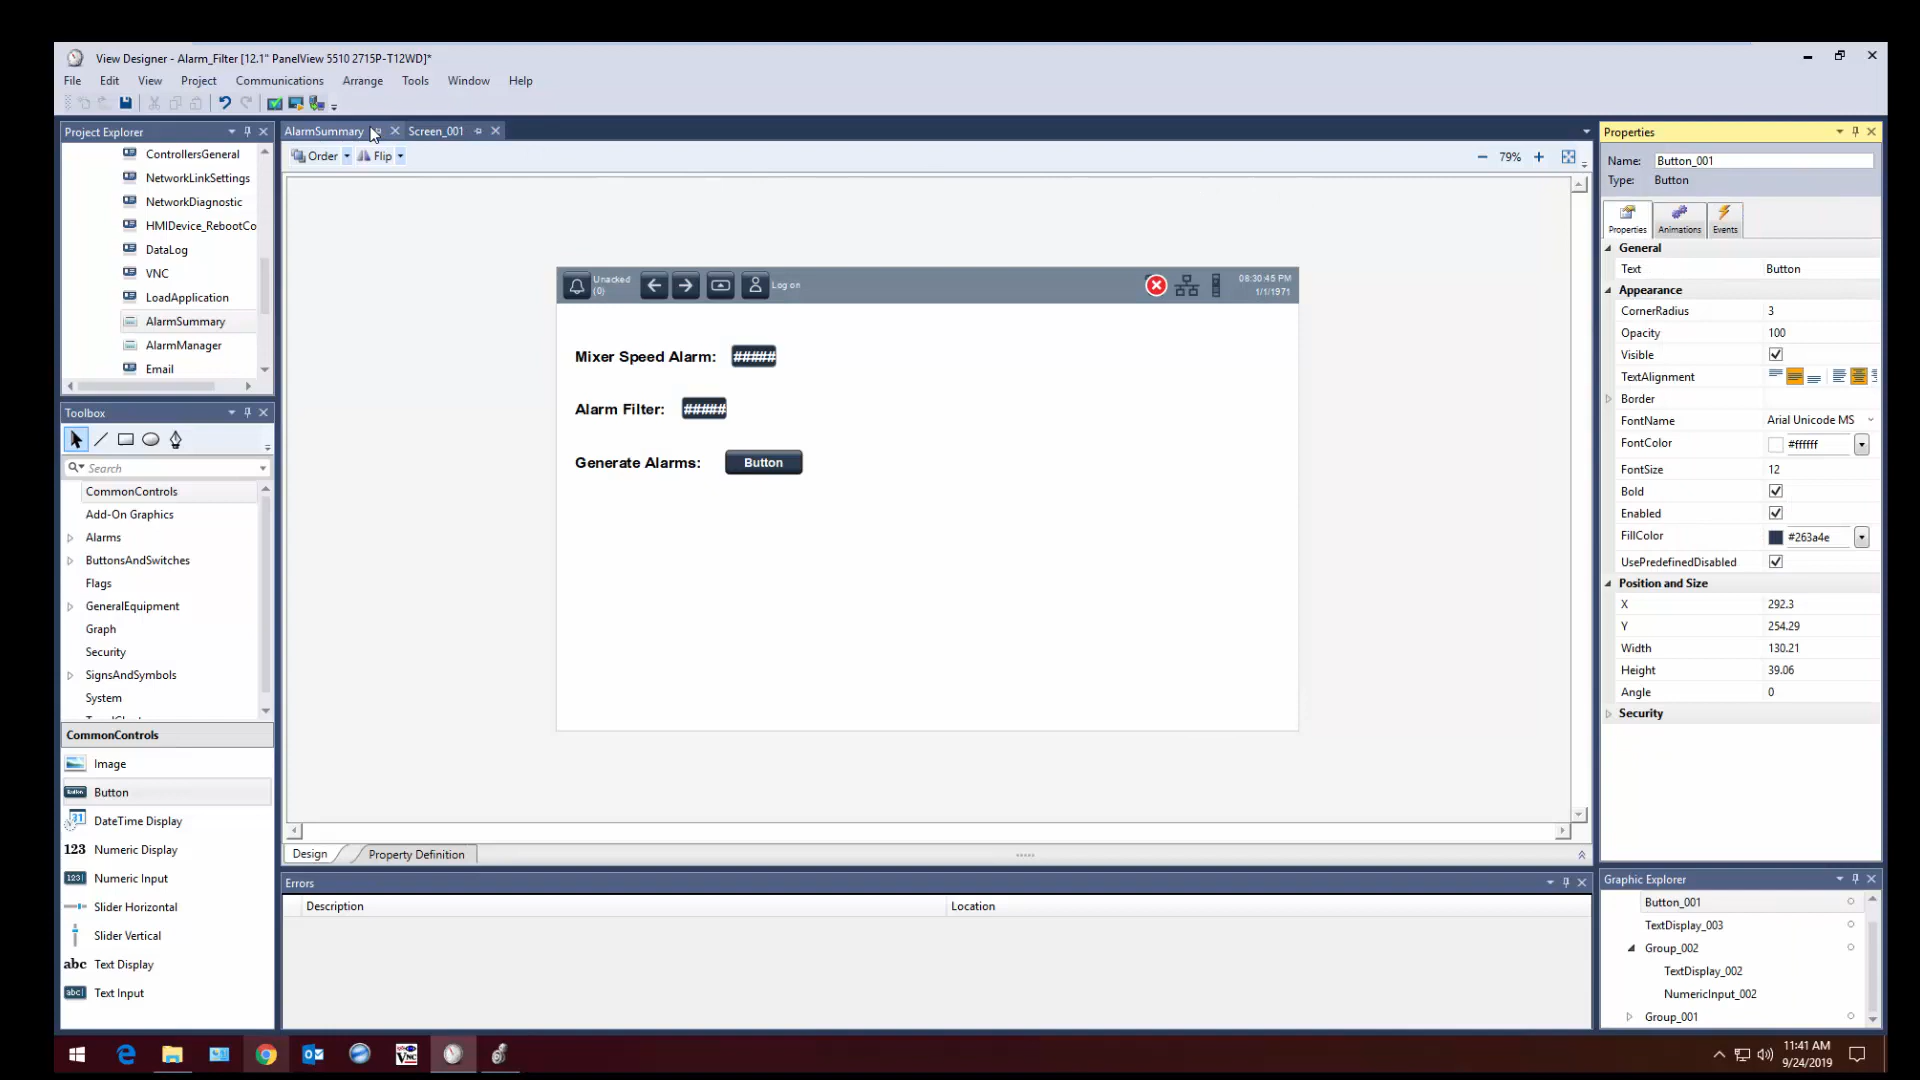 View Designer - Alarm_Filter [12.1" PanelView 5510 2715P-T12WD]*
File Edit View Project Communications Arrange Tools Window Help
Project Explorer
ControllersGeneral
NetworkLinkSettings
NetworkDiagnostic
HMIDevice_RebootCo
DataLog
VNC
LoadApplication
AlarmSummary
AlarmManager
Email
Toolbox
Search
CommonControls
Add-On Graphics
Alarms
ButtonsAndSwitches
Flags
GeneralEquipment
Graph
Security
SignsAndSymbols
System
CommonControls
Image
Button
31 DateTime Display
123 Numeric Display
123 Numeric Input
Slider Horizontal
Slider Vertical
abc Text Display
abc Text Input
AlarmSummary Screen_001
Order Flip 79%
Unacked
(0)
Log on
08:30:45 PM
1/1/1971
Mixer Speed Alarm: #####
Alarm Filter: #####
Generate Alarms: Button
Design Property Definition
Errors
Description Location
Properties
Name: Button_001
Type: Button
Properties Animations Events
General
Text Button
Appearance
CornerRadius 3
Opacity 100
Visible
TextAlignment
Border
FontName Arial Unicode MS
FontColor #ffffff
FontSize 12
Bold
Enabled
FillColor #263a4e
UsePredefinedDisabled
Position and Size
X 292.3
Y 254.29
Width 130.21
Height 39.06
Angle 0
Security
Graphic Explorer
Button_001
TextDisplay_003
Group_002
TextDisplay_002
NumericInput_002
Group_001
VNC
11:41 AM
9/24/2019